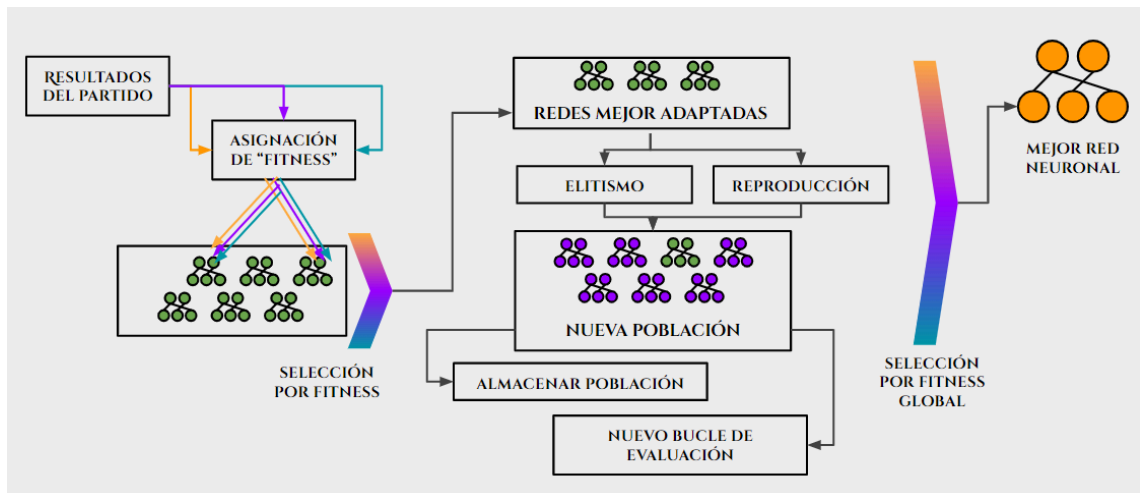 RESULTADOS
DEL PARTIDO
ASIGNACIÓN
DE “FITNESS”
SELECCIÓN
POR FITNESS
REDES MEJOR ADAPTADAS
ELITISMO
REPRODUCCIÓN
NUEVA POBLACIÓN
ALMACENAR POBLACIÓN
NUEVO BUCLE DE
EVALUACIÓN
SELECCIÓN
POR FITNESS
GLOBAL
MEJOR RED
NEURONAL